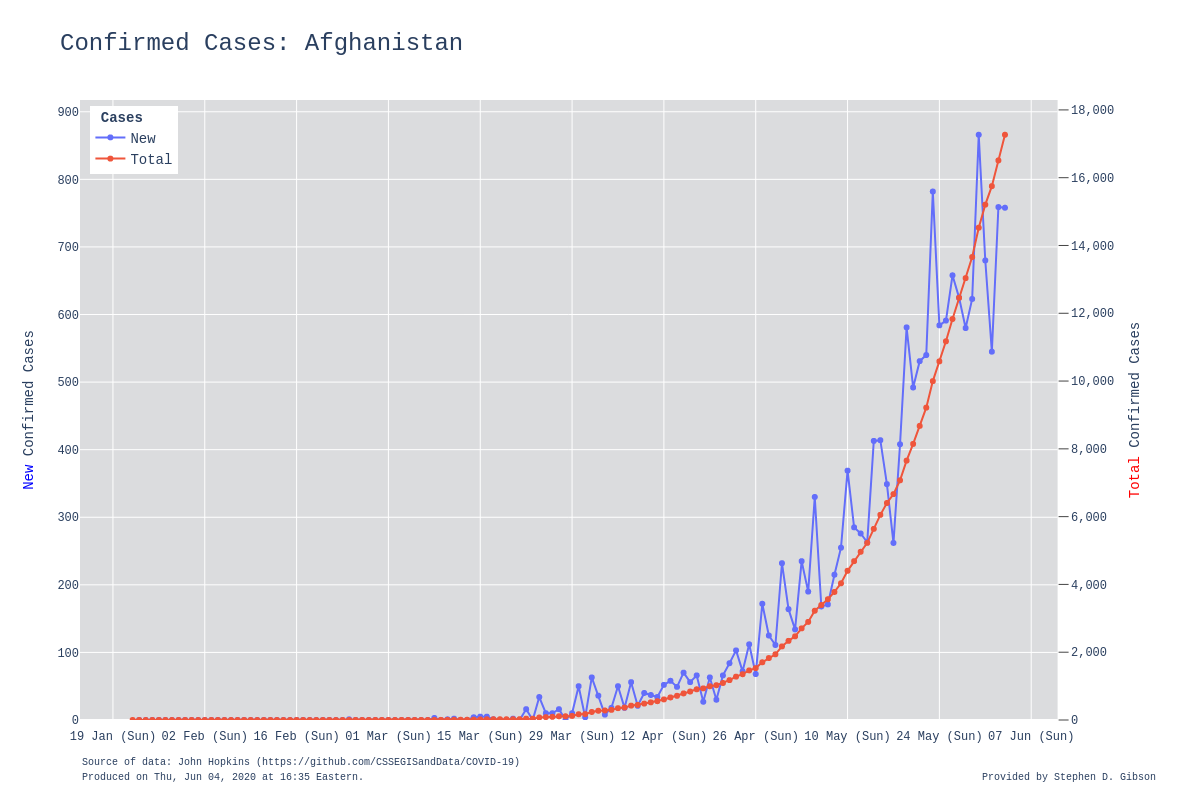 Confirmed Cases: Afghanistan
Cases
New
Total
900
800
700
600
500
400
300
200
100
0
18,000
16,000
14,000
12,000
10,000
8,000
6,000
4,000
2,000
0
New Confirmed Cases
Total Confirmed Cases
19 Jan (Sun) 02 Feb (Sun) 16 Feb (Sun) 01 Mar (Sun) 15 Mar (Sun) 29 Mar (Sun) 12 Apr (Sun) 26 Apr (Sun) 10 May (Sun) 24 May (Sun) 07 Jun (Sun)
Source of data: John Hopkins (https://github.com/CSSEGISandData/COVID-19)
Produced on Thu, Jun 04, 2020 at 16:35 Eastern.
Provided by Stephen D. Gibson